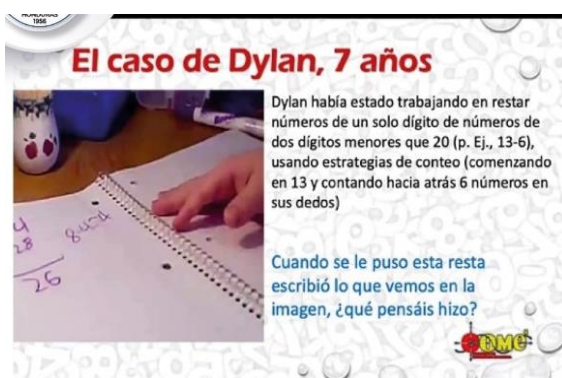 HONDURAS
1956
El caso de Dylan, 7 años
Dylan había estado trabajando en restar
números de un solo dígito de números de
dos dígitos menores que 20 (p. Ej., 13-6),
usando estrategias de conteo (comenzando
en 13 y contando hacia atrás 6 números en
sus dedos)
Cuando se le puso esta resta
escribió lo que vemos en la
imagen, ¿qué pensáis hizo?
4
28
26
EDMC